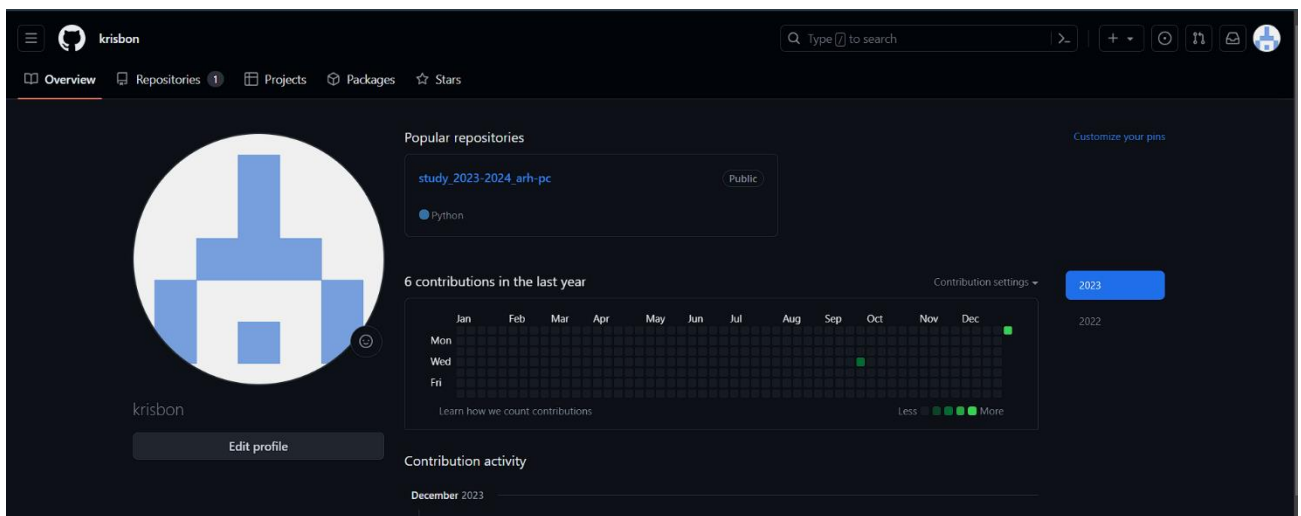 krisbon
Type / to search
Overview Repositories 1 Projects Packages Stars
Popular repositories
Customize your pins
study_2023-2024_arh-pc Public
Python
6 contributions in the last year
Contribution settings
2023
2022
Jan Feb Mar Apr May Jun Jul Aug Sep Oct Nov Dec
Mon
Wed
Fri
Learn how we count contributions
Less More
krisbon
Edit profile
Contribution activity
December 2023